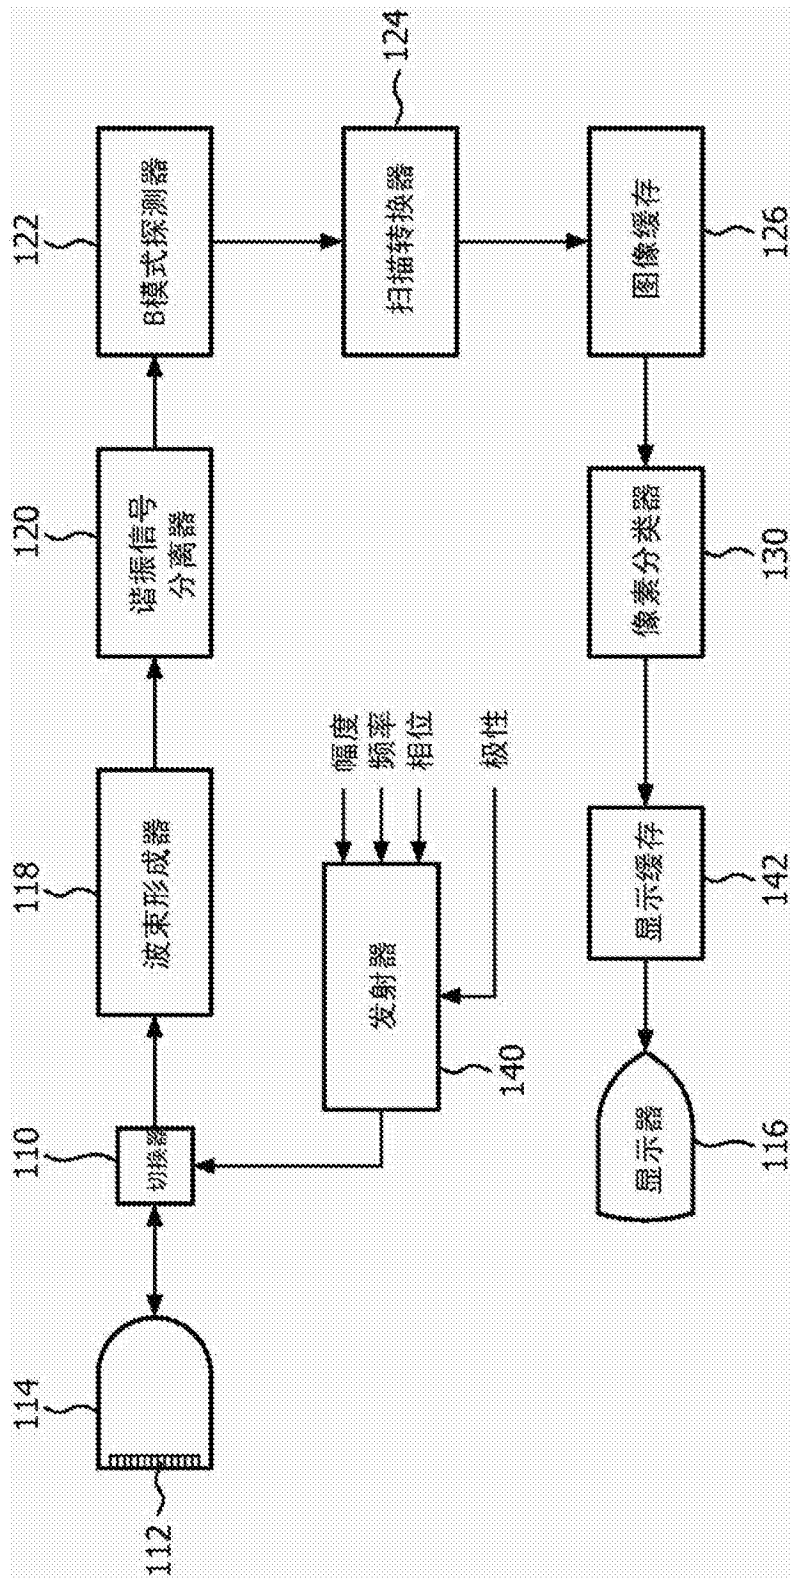 112
114
110
切换器
118
波束形成器
120
谐振信号
分离器
122
B模式探测器
124
扫描转换器
幅度
频率
相位
极性
发射器
140
126
图像缓存
130
像素分类器
142
显示缓存
116
显示器